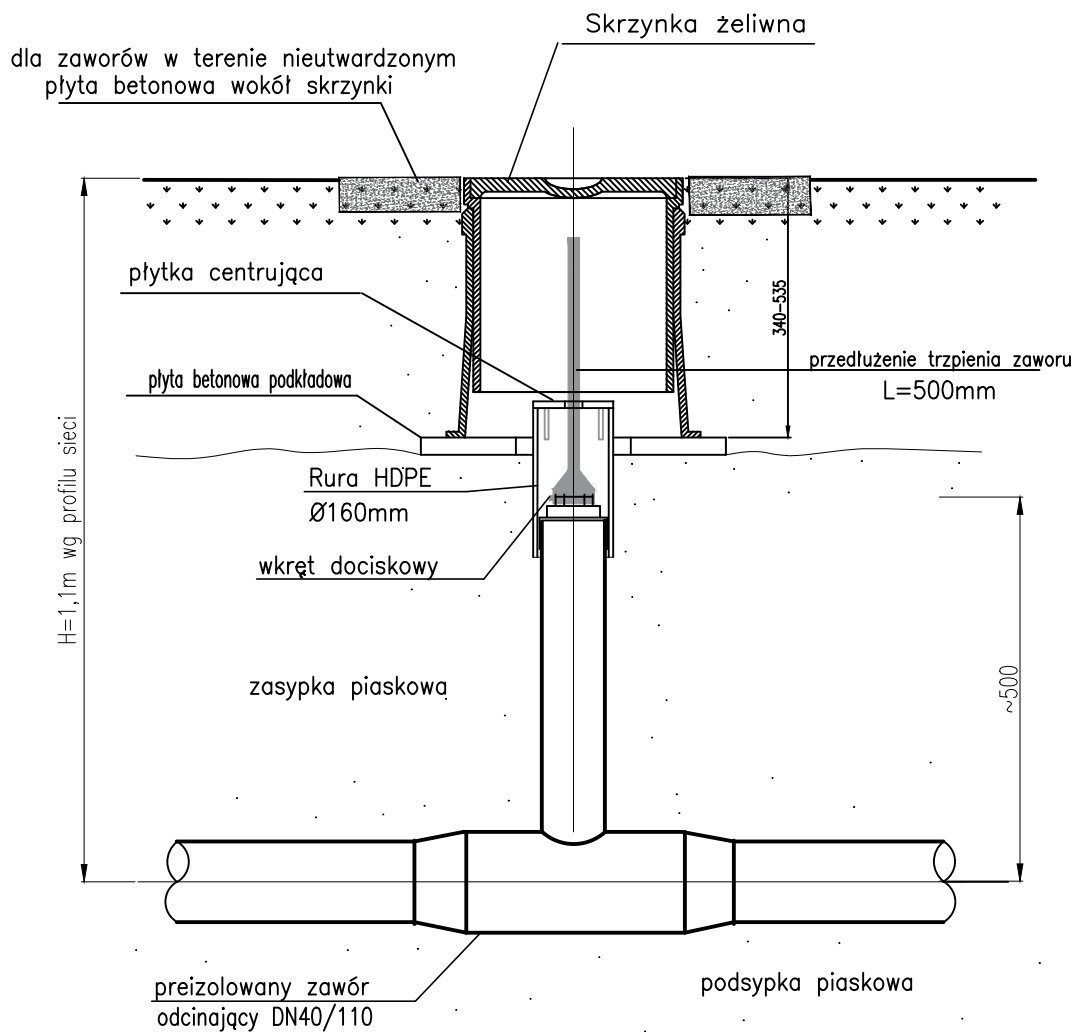 Skrzynka żeliwna
dla zaworów w terenie nieutwardzonym
płyta betonowa wokół skrzynki
płytka centrująca
340-535
przedłużenie trzpienia zaworu
L=500mm
płyta betonowa podkładowa
H=1,1m wg profilu sieci
Rura HDPE
Ø160mm
wkręt dociskowy
zasypka piaskowa
~500
preizolowany zawór
odcinający DN40/110
podsypka piaskowa